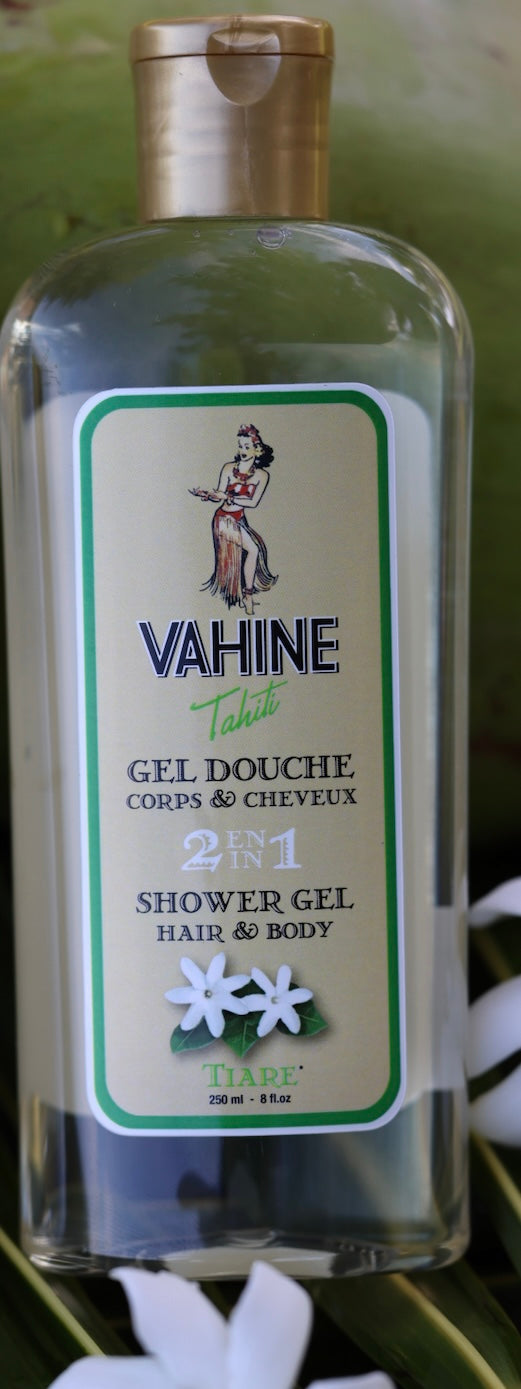 VAHINE
Tahiti
GEL DOUCHE
CORPS & CHEVEUX
2 EN 1
IN
SHOWER GEL
HAIR & BODY
TIARE*
250 ml - 8 fl.oz